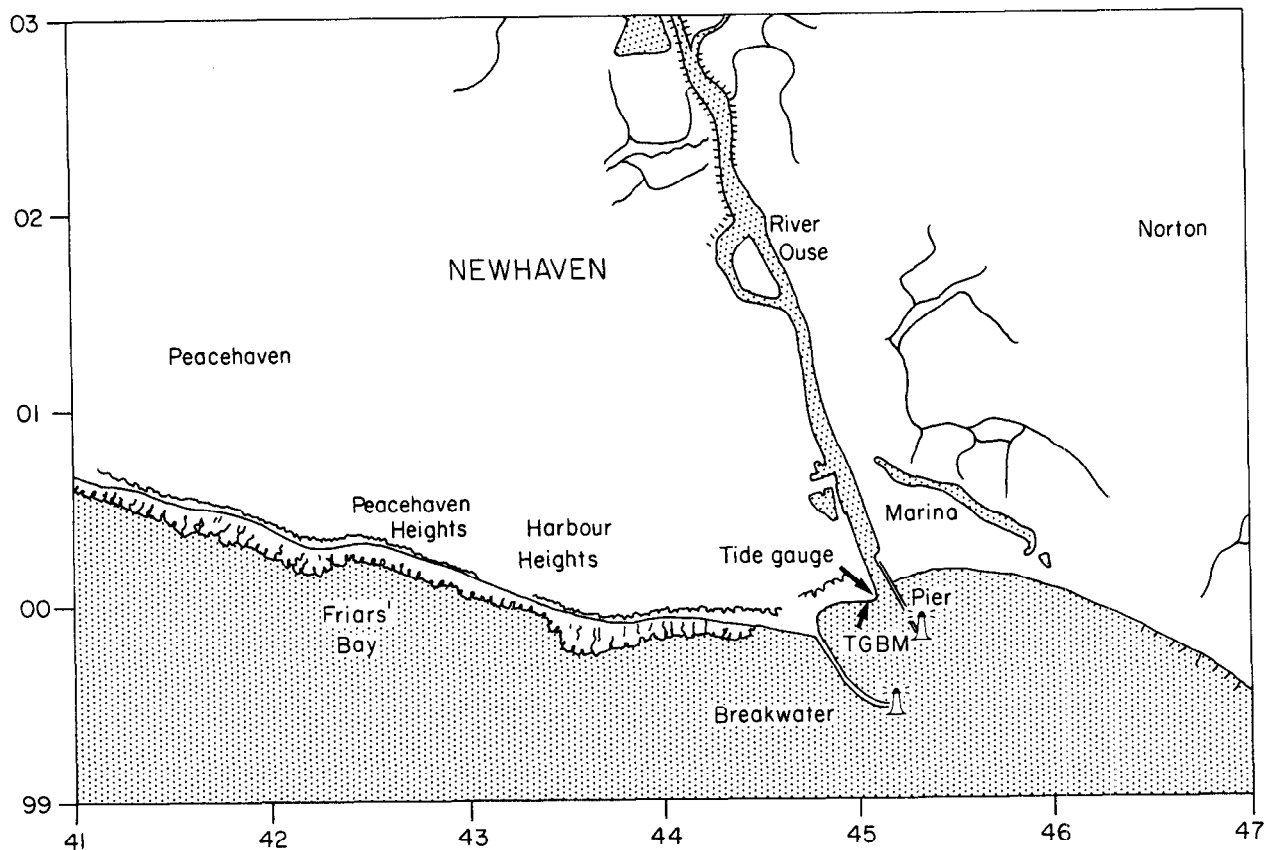 03
02
River
Ouse
Norton
NEWHAVEN
Peacehaven
01
Peacehaven
Heights
Harbour
Heights
Marina
Tide gauge
Pier
00
Friars'
Bay
TGBM
Breakwater
99
41
42
43
44
45
46
47